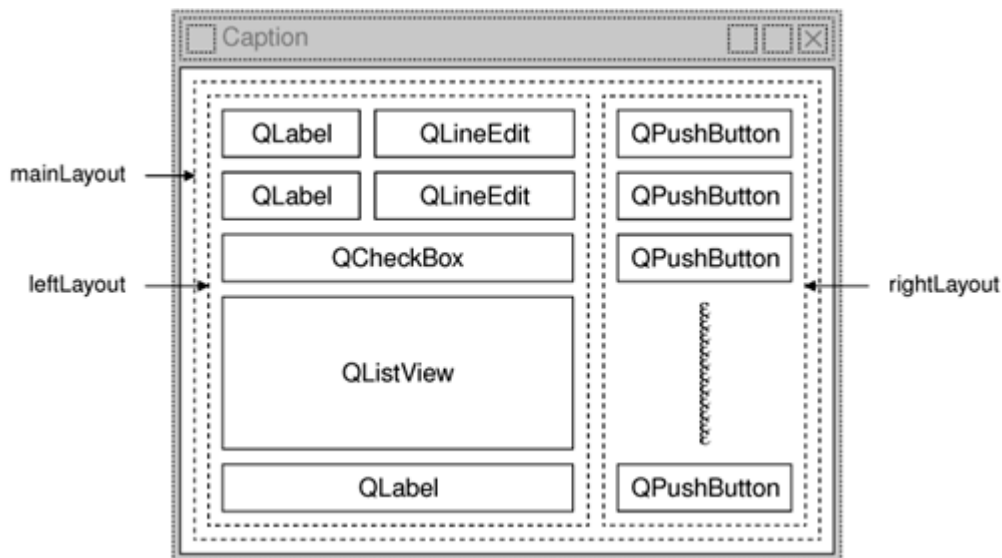 Caption
QLabel QLineEdit QPushButton
mainLayout
QLabel QLineEdit QPushButton
QCheckBox QPushButton
leftLayout rightLayout
QListView
QLabel QPushButton